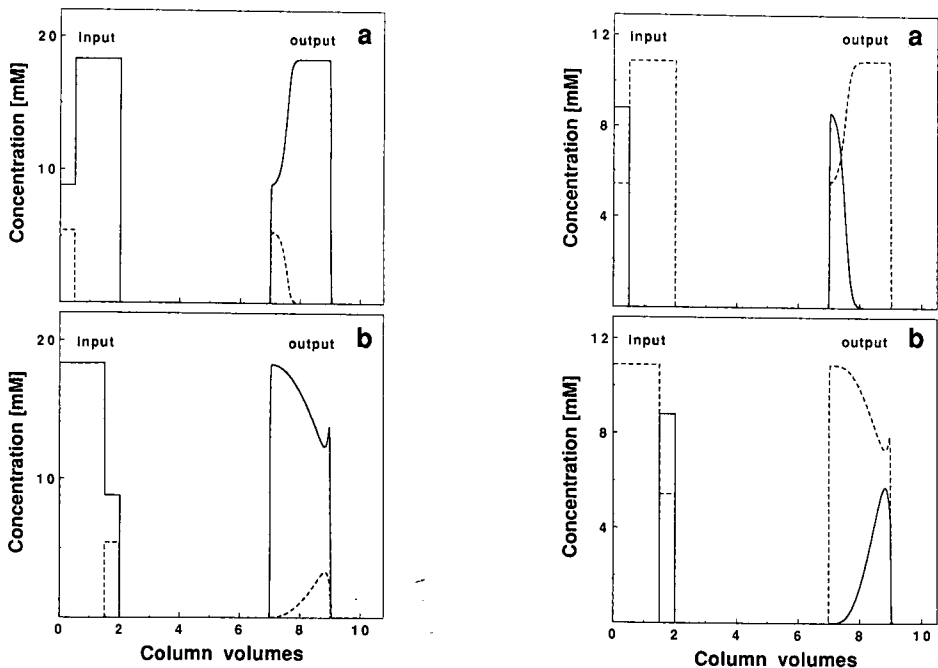 Concentration [mM]
20
10
input
output
a
Concentration [mM]
20
10
input
output
b
0
2
4
6
8
10
Column volumes
Concentration [mM]
12
8
4
input
output
a
Concentration [mM]
12
8
4
input
output
b
0
2
4
6
8
10
Column volumes